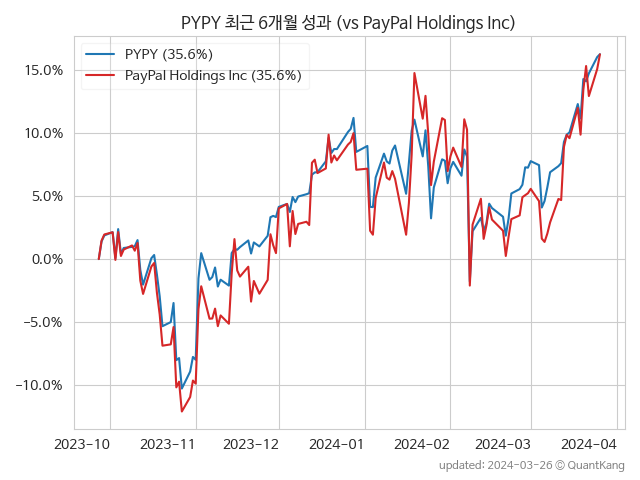 PYPY 최근 6개월 성과 (vs PayPal Holdings Inc)
PYPY (35.6%)
PayPal Holdings Inc (35.6%)
15.0%
10.0%
5.0%
0.0%
−5.0%
−10.0%
2023-10 2023-11 2023-12 2024-01 2024-02 2024-03 2024-04
updated: 2024-03-26 © QuantKang